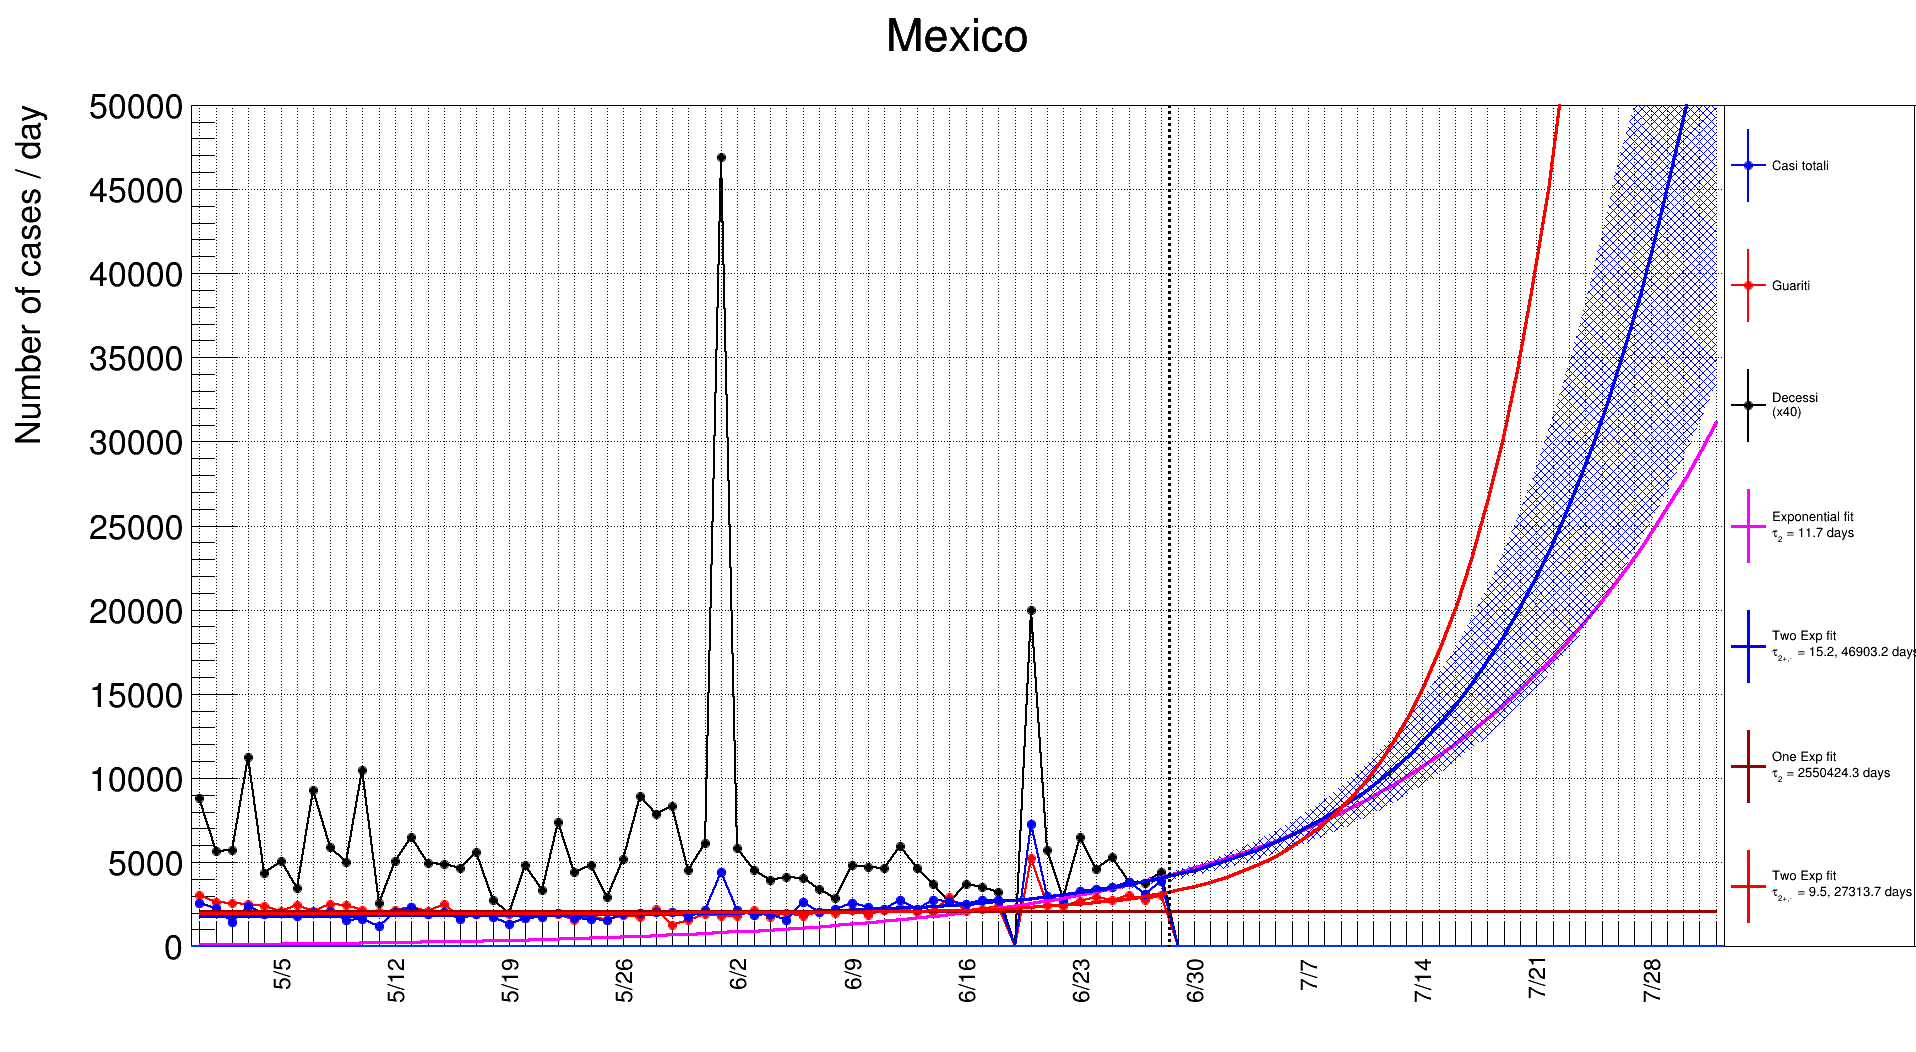 Mexico
Number of cases / day
50000
45000
40000
35000
30000
25000
20000
15000
10000
5000
0
5/5
5/12
5/19
5/26
6/2
6/9
6/16
6/23
6/30
7/7
7/14
7/21
7/28
Casi totali
Guariti
Decessi
(x40)
Exponential fit
τ2 = 11.7 days
Two Exp fit
τ2+,- = 15.2, 46903.2 days
One Exp fit
τ2 = 2550424.3 days
Two Exp fit
τ2+,- = 9.5, 27313.7 days